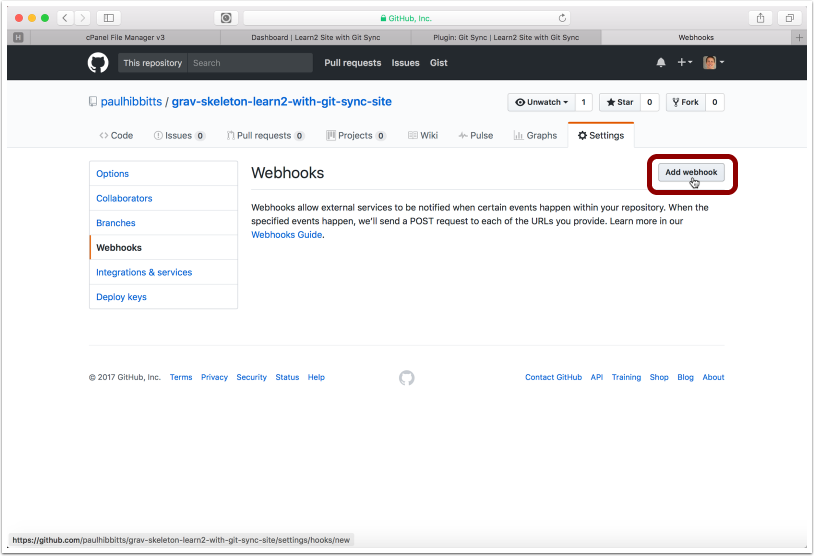 GitHub, Inc.
H
cPanel File Manager v3
Dashboard | Learn2 Site with Git Sync
Plugin: Git Sync | Learn2 Site with Git Sync
Webhooks
This repository Search Pull requests Issues Gist
paulhibbitts / grav-skeleton-learn2-with-git-sync-site
Unwatch 1 Star 0 Fork 0
Code Issues 0 Pull requests 0 Projects 0 Wiki Pulse Graphs Settings
Options
Collaborators
Branches
Webhooks
Integrations & services
Deploy keys
Webhooks
Add webhook
Webhooks allow external services to be notified when certain events happen within your repository. When the
specified events happen, we'll send a POST request to each of the URLs you provide. Learn more in our
Webhooks Guide.
© 2017 GitHub, Inc. Terms Privacy Security Status Help
Contact GitHub API Training Shop Blog About
https://github.com/paulhibbitts/grav-skeleton-learn2-with-git-sync-site/settings/hooks/new